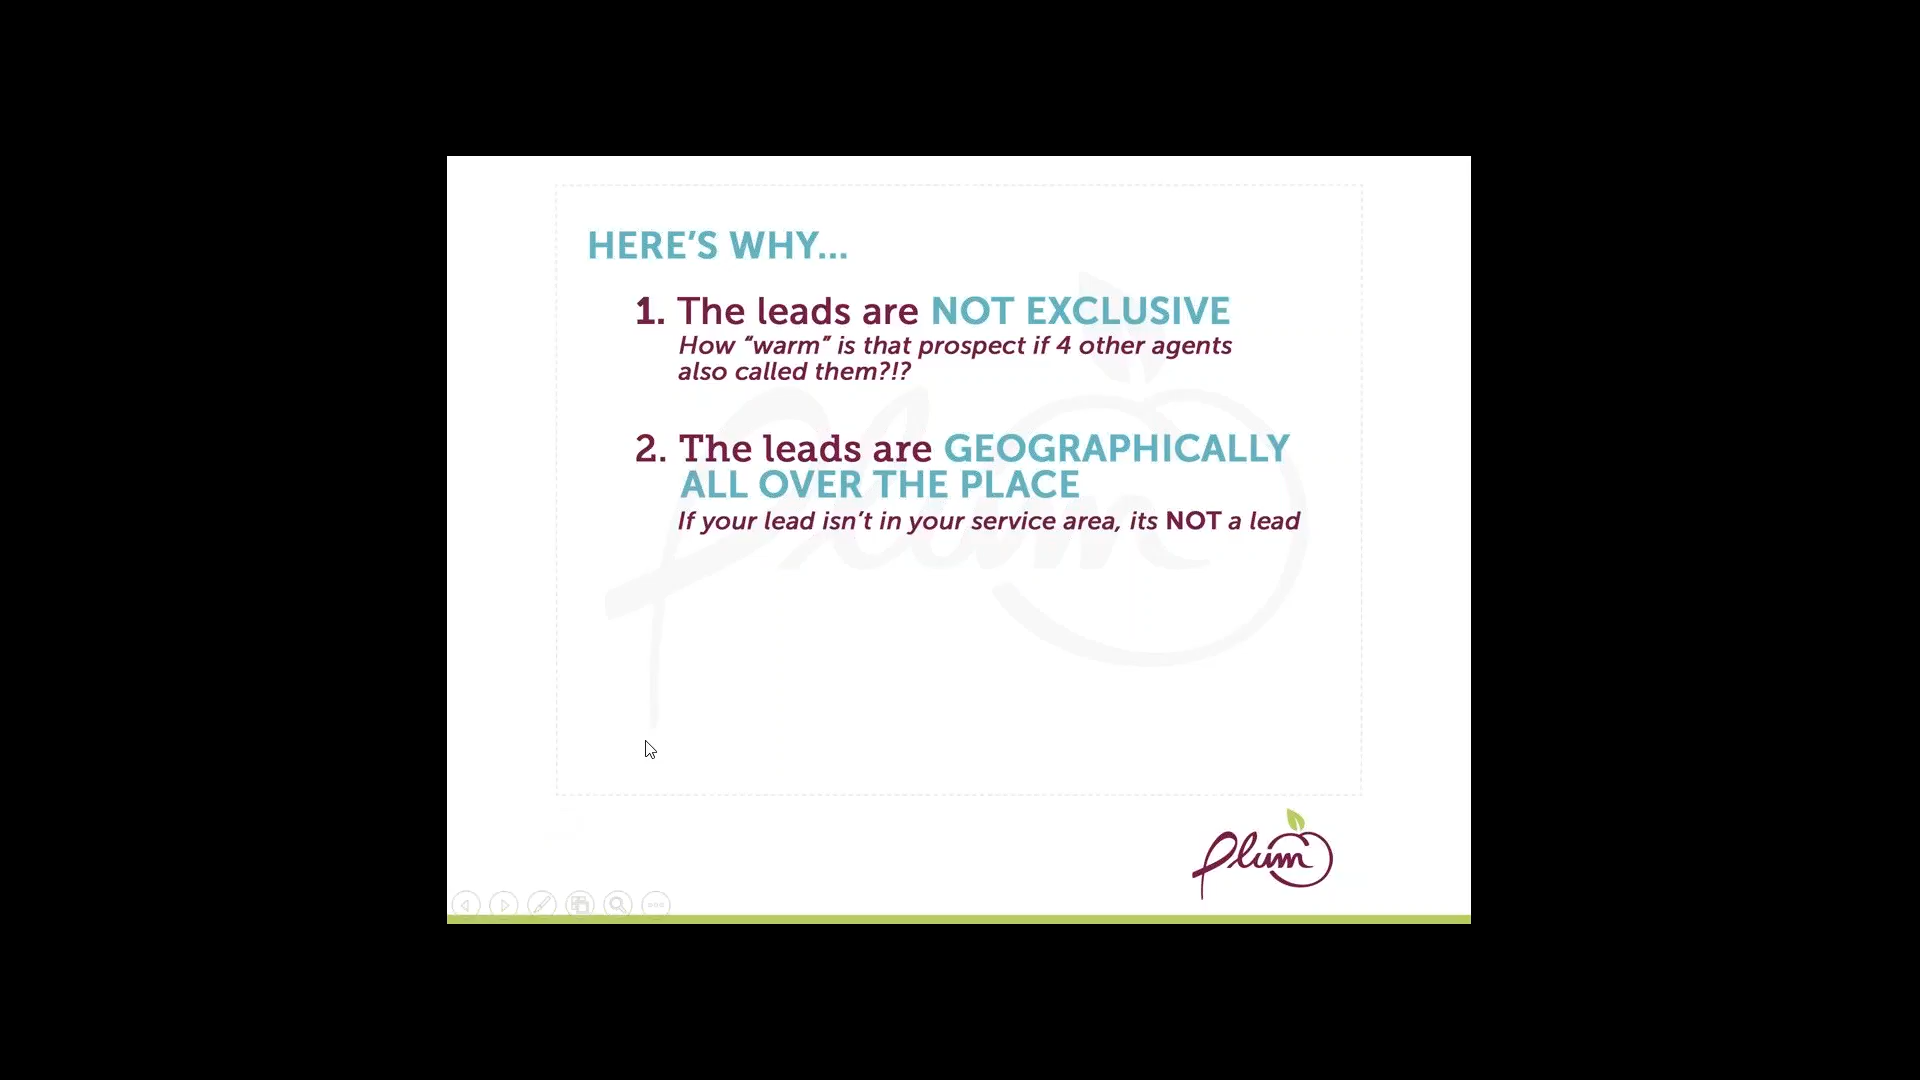 HERE'S WHY...
1. The leads are NOT EXCLUSIVE
How “warm” is that prospect if 4 other agents
also called them?!?
2. The leads are GEOGRAPHICALLY
ALL OVER THE PLACE
If your lead isn't in your service area, its NOT a lead
plum
plum